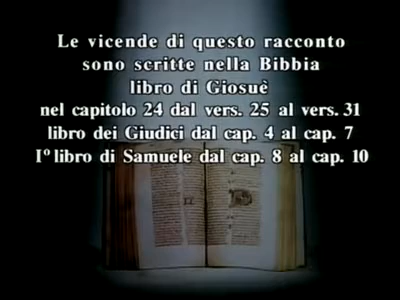 Le vicende di questo racconto
sono scritte nella Bibbia
libro di Giosuè
nel capitolo 24 dal vers. 25 al vers. 31
libro dei Giudici dal cap. 4 al cap. 7
Iº libro di Samuele dal cap. 8 al cap. 10